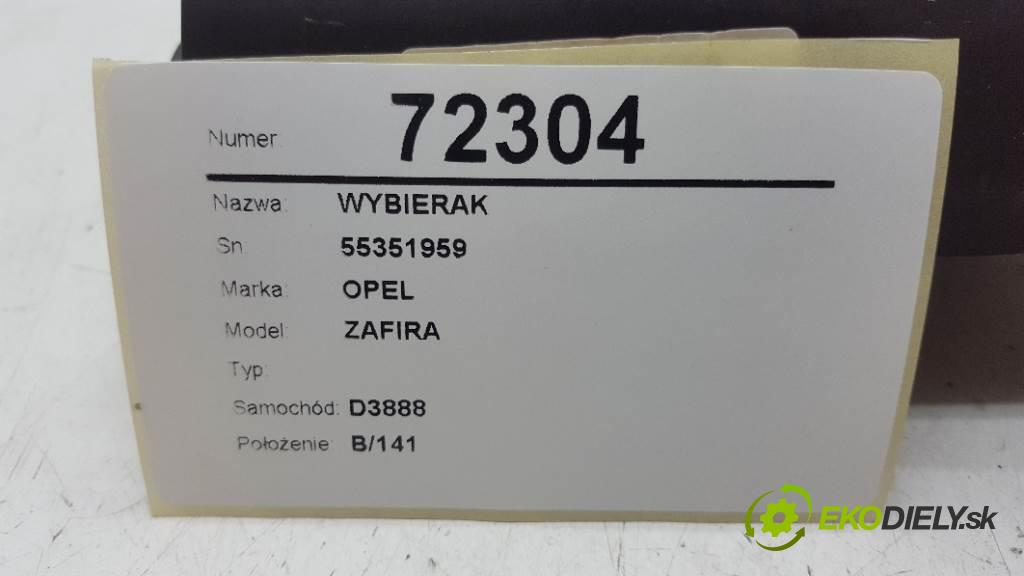 Numer: 72304
Nazwa: WYBIERAK
Sn: 55351959
Marka: OPEL
Model: ZAFIRA
Typ:
Samochód: D3888
Położenie: B/141
EKODIELY.sk